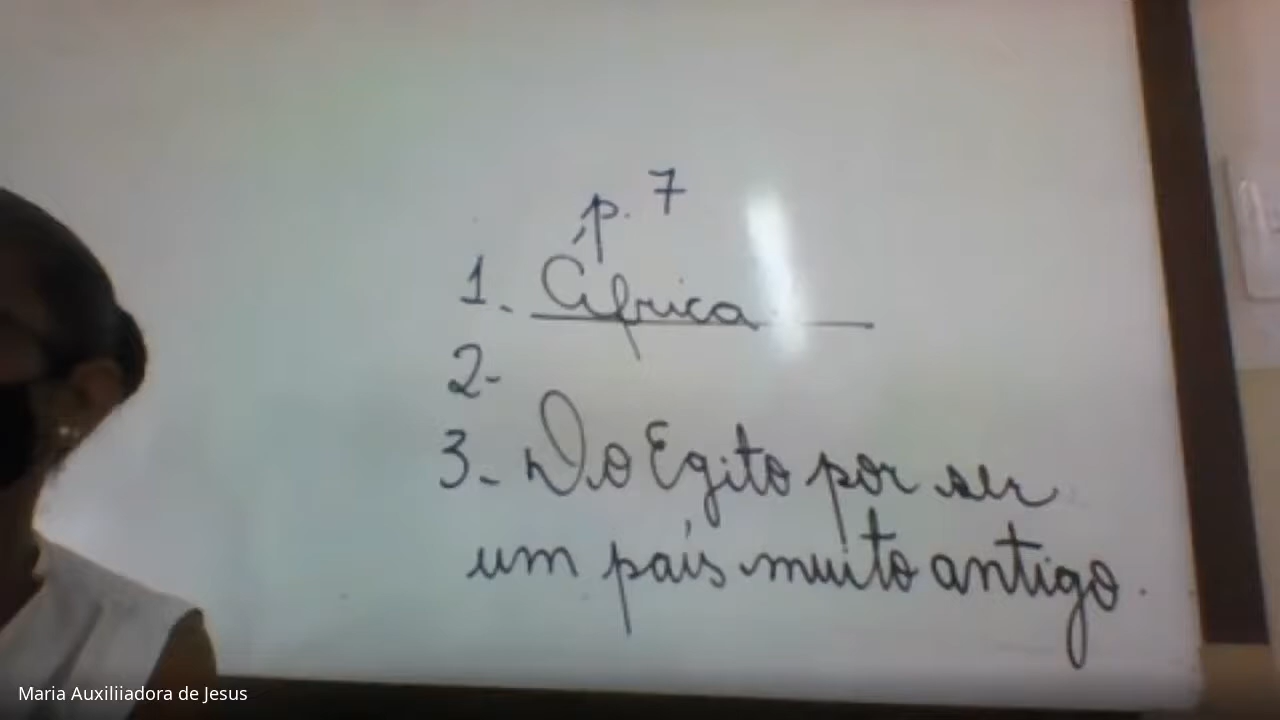 p. 7
1. África
2-
3- Do Egito por ser
um país muito antigo.
Maria Auxiliiadora de Jesus